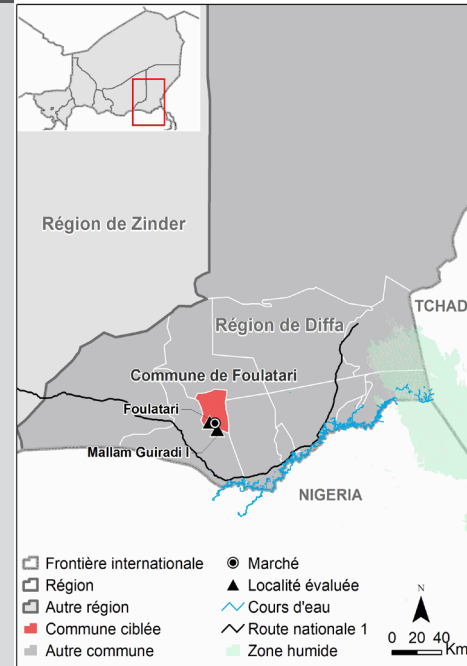 Région de Zinder
TCHAD
Région de Diffa
Commune de Foulatari
Foulatari
Mallam Guiradi I
NIGERIA
Frontière internationale
Région
Autre région
Commune ciblée
Autre commune
Marché
Localité évaluée
Cours d'eau
Route nationale 1
Zone humide
N
0 20 40
Km